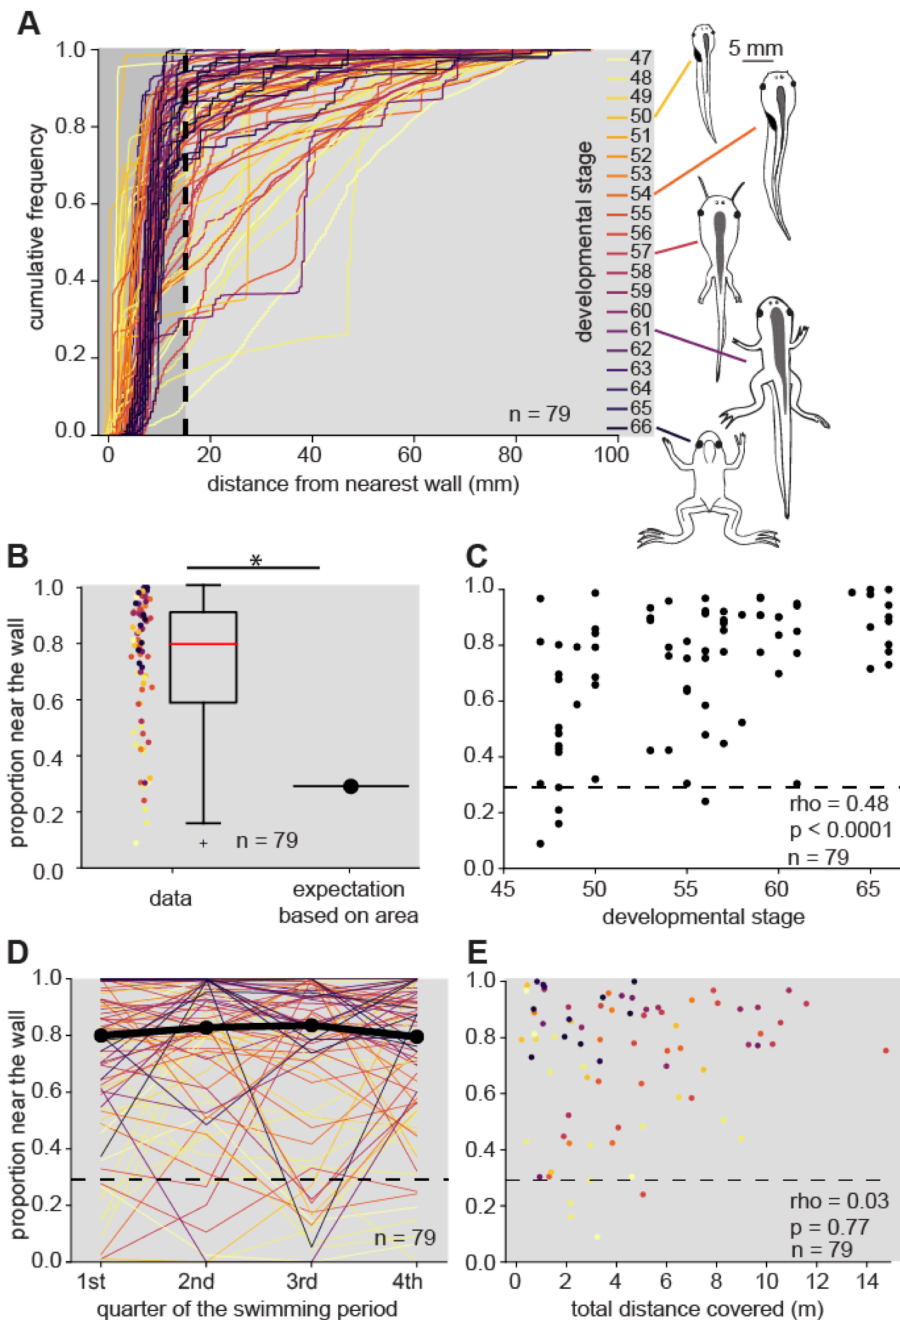 A
5 mm
1.0
0.8
0.6
0.4
0.2
0.0
cumulative frequency
0
20
40
60
80
100
distance from nearest wall (mm)
n = 79
developmental stage
47
48
49
50
51
52
53
54
55
56
57
58
59
60
61
62
63
64
65
66
B
*
1.0
0.8
0.6
0.4
0.2
0.0
proportion near the wall
+
n = 79
data
expectation
based on area
C
1.0
0.8
0.6
0.4
0.2
0.0
proportion near the wall
rho = 0.48
p < 0.0001
n = 79
45
50
55
60
65
developmental stage
D
1.0
0.8
0.6
0.4
0.2
0.0
proportion near the wall
n = 79
1st
2nd
3rd
4th
quarter of the swimming period
E
1.0
0.8
0.6
0.4
0.2
0.0
proportion near the wall
rho = 0.03
p = 0.77
n = 79
0
2
4
6
8
10
12
14
total distance covered (m)